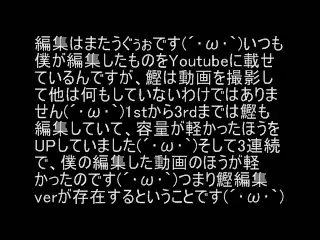 編集はまたうぐぉおです(´･ω･`)いつも
僕が編集したものをYoutubeに載せ
ているんですが、鰹は動画を撮影し
て他は何もしていないわけではありま
せん(´･ω･`)1stから3rdまでは鰹も
編集していて、容量が軽かったほうを
UPしていました(´･ω･`)そして3連続
で、僕の編集した動画のほうが軽
かったのです(´･ω･`)つまり鰹編集
verが存在するということです(´･ω･`)